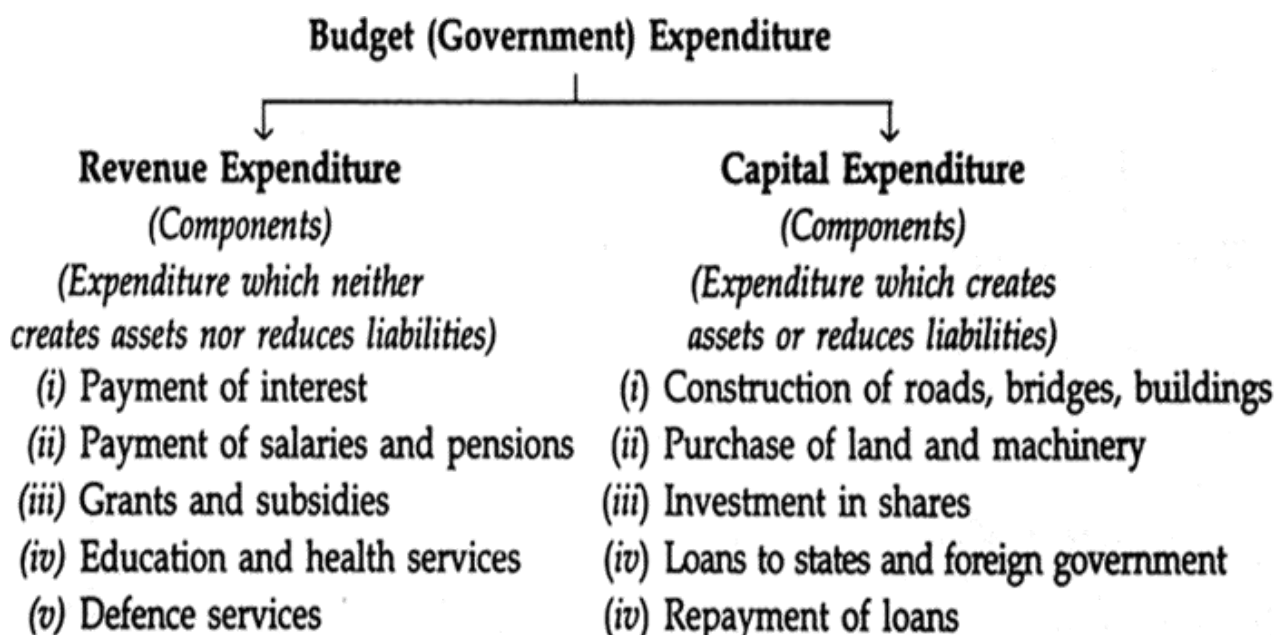 Budget (Government) Expenditure
Revenue Expenditure
(Components)
(Expenditure which neither
creates assets nor reduces liabilities)
(i) Payment of interest
(ii) Payment of salaries and pensions
(iii) Grants and subsidies
(iv) Education and health services
(v) Defence services
Capital Expenditure
(Components)
(Expenditure which creates
assets or reduces liabilities)
(i) Construction of roads, bridges, buildings
(ii) Purchase of land and machinery
(iii) Investment in shares
(iv) Loans to states and foreign government
(iv) Repayment of loans